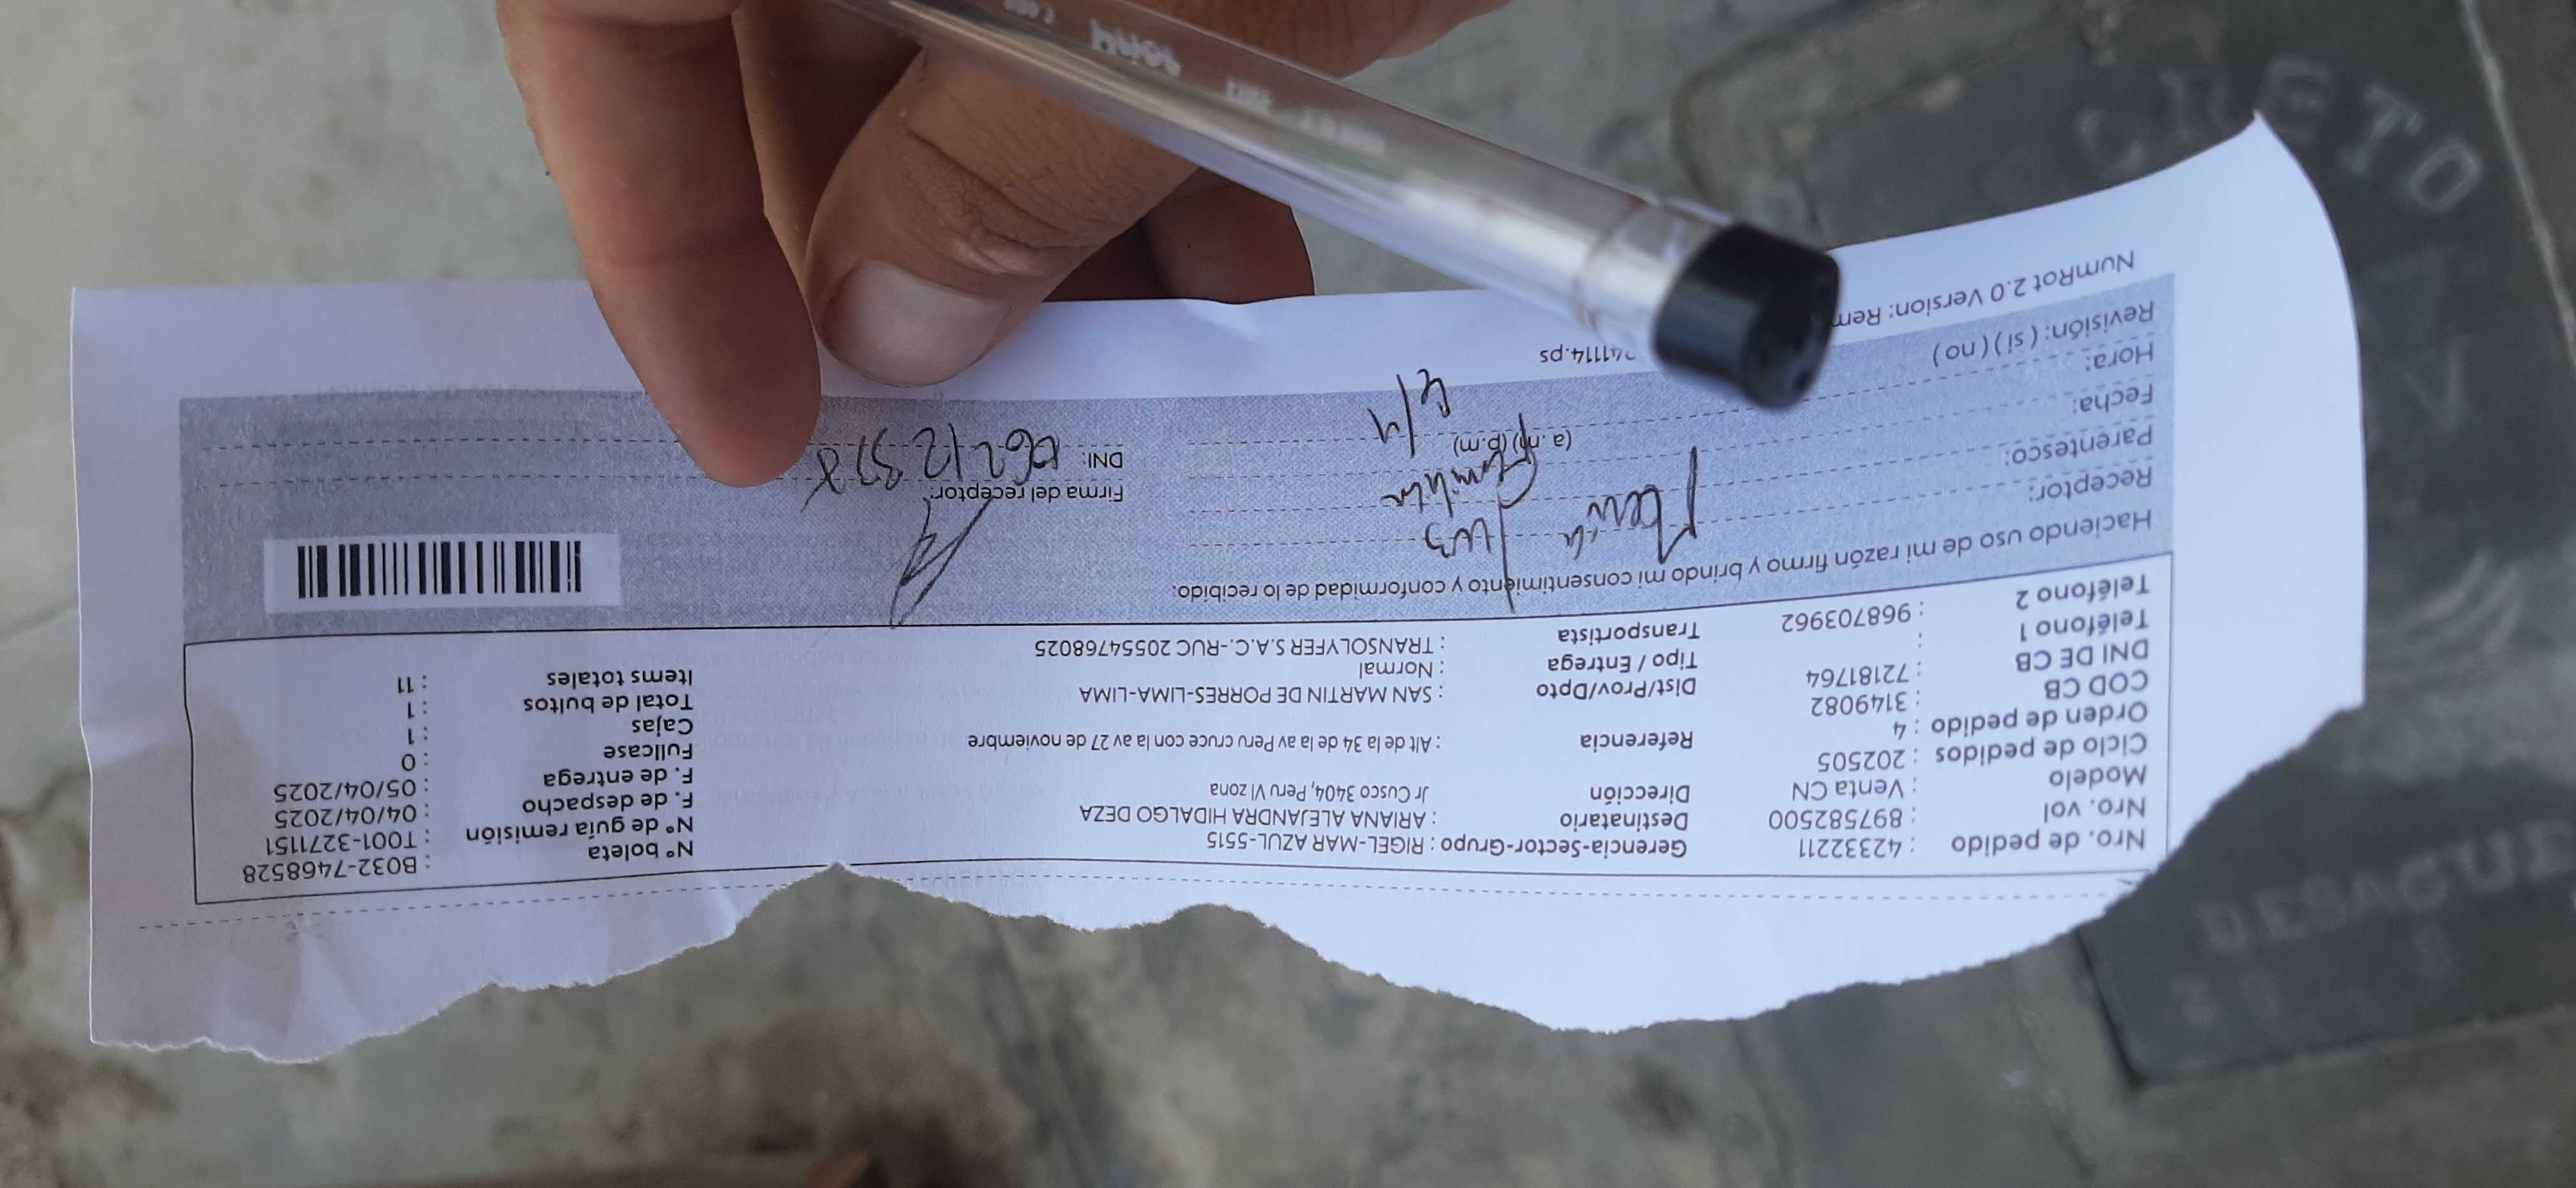 Nro. de pedido : 42332211
Nro. vol : 897582500
Modelo : Venta CN
Ciclo de pedidos : 202505
Orden de pedido : 4
COD CB : 3149082
DNI DE CB : 72181764
Teléfono 1 :
Teléfono 2 : 968703962
Gerencia-Sector-Grupo : RIGEL-MAR AZUL-5515
Destinatario : ARIANA ALEJANDRA HIDALGO DEZA
Dirección Jr Cusco 3404, Peru VI zona
Referencia : Alt de la 34 de la av Peru cruce con la av 27 de noviembre
Dist/Prov/Dpto : SAN MARTIN DE PORRES-LIMA-LIMA
Tipo / Entrega : Normal
Transportista : TRANSOLYFER S.A.C.-RUC 20554768025
N° boleta : B032-7468528
N° de guía remisión : T001-3271151
F. de despacho : 04/04/2025
F. de entrega : 05/04/2025
Fullcase : 0
Cajas : 1
Total de bultos : 1
Items totales : 11
Haciendo uso de mi razón firmo y brindo mi consentimiento y conformidad de lo recibido.
Receptor:
Parentesco:
Fecha:
Hora: (a.m) (p.m)
Revisión: ( si ) ( no )
Firma del receptor:
DNI:
NumRot 2.0 Version: Rem
41114.ps
CRETO
DESAGUE